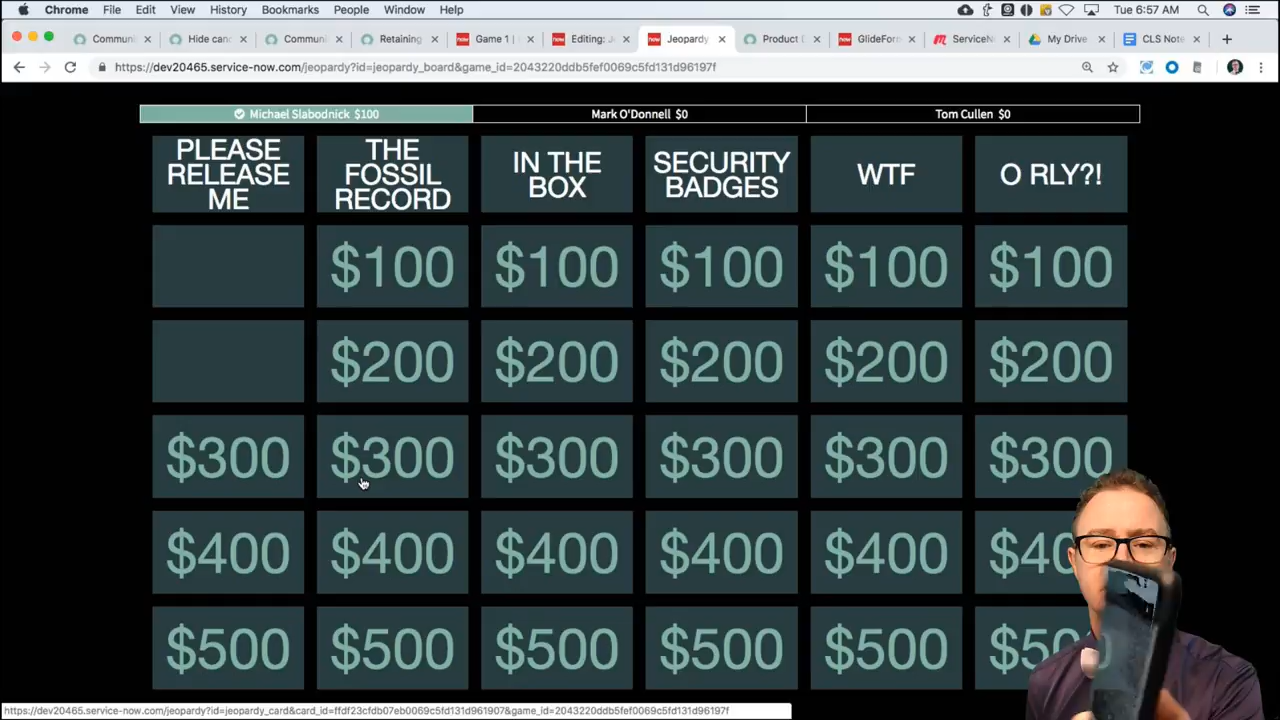 Chrome File Edit View History Bookmarks People Window Help Tue 6:57 AM
Communi Hide canc Communi Retaining Game 1 | Editing: J Jeopardy Product D GlideForm ServiceN My Drive CLS Note
https://dev20465.service-now.com/jeopardy?id=jeopardy_board&game_id=2043220ddb5fef0069c5fd131d96197f
Michael Slabodnick $100 Mark O'Donnell $0 Tom Cullen $0
PLEASE
RELEASE
ME
THE
FOSSIL
RECORD
IN THE
BOX
SECURITY
BADGES
WTF
O RLY?!
$100 $100 $100 $100 $100
$200 $200 $200 $200 $200
$300 $300 $300 $300 $300 $300
$400 $400 $400 $400 $400 $40
$500 $500 $500 $500 $500 $50
https://dev20465.service-now.com/jeopardy?id=jeopardy_card&card_id=ffdf23cfdb07eb0069c5fd131d961907&game_id=2043220ddb5fef0069c5fd131d96197f